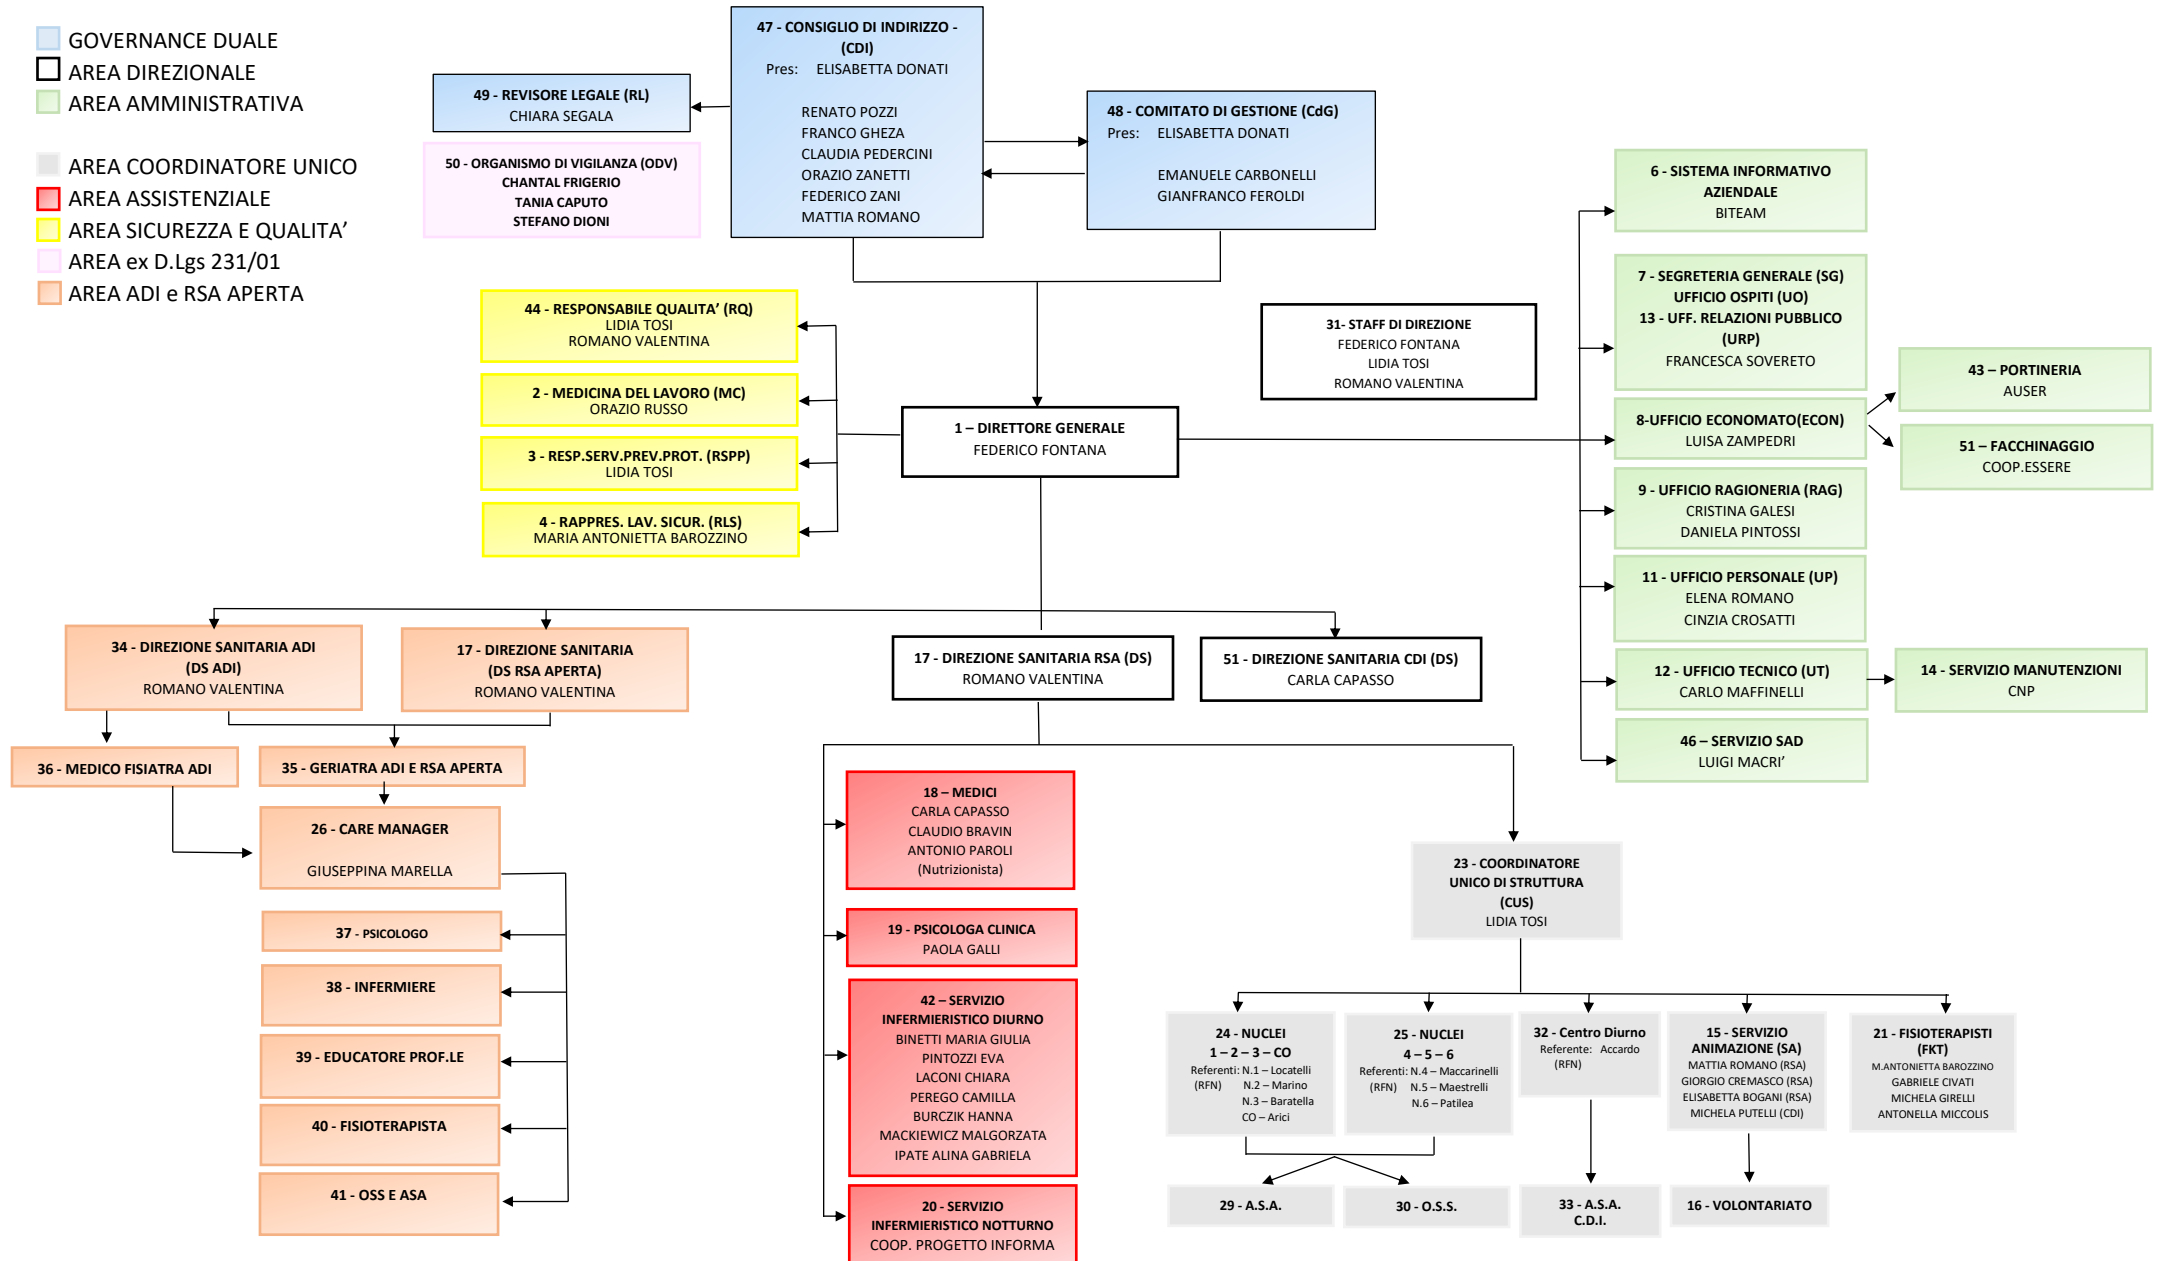 GOVERNANCE DUALE
AREA DIREZIONALE
AREA AMMINISTRATIVA
AREA COORDINATORE UNICO
AREA ASSISTENZIALE
AREA SICUREZZA E QUALITA’
AREA ex D.Lgs 231/01
AREA ADI e RSA APERTA
47 - CONSIGLIO DI INDIRIZZO -
(CDI)
Pres: ELISABETTA DONATI
RENATO POZZI
FRANCO GHEZA
CLAUDIA PEDERCINI
ORAZIO ZANETTI
FEDERICO ZANI
MATTIA ROMANO
49 - REVISORE LEGALE (RL)
CHIARA SEGALA
50 - ORGANISMO DI VIGILANZA (ODV)
CHANTAL FRIGERIO
TANIA CAPUTO
STEFANO DIONI
48 - COMITATO DI GESTIONE (CdG)
Pres: ELISABETTA DONATI
EMANUELE CARBONELLI
GIANFRANCO FEROLDI
44 - RESPONSABILE QUALITA’ (RQ)
LIDIA TOSI
ROMANO VALENTINA
2 - MEDICINA DEL LAVORO (MC)
ORAZIO RUSSO
3 - RESP.SERV.PREV.PROT. (RSPP)
LIDIA TOSI
4 - RAPPRES. LAV. SICUR. (RLS)
MARIA ANTONIETTA BAROZZINO
31- STAFF DI DIREZIONE
FEDERICO FONTANA
LIDIA TOSI
ROMANO VALENTINA
1 – DIRETTORE GENERALE
FEDERICO FONTANA
6 - SISTEMA INFORMATIVO
AZIENDALE
BITEAM
7 - SEGRETERIA GENERALE (SG)
UFFICIO OSPITI (UO)
13 - UFF. RELAZIONI PUBBLICO
(URP)
FRANCESCA SOVERETO
8-UFFICIO ECONOMATO(ECON)
LUISA ZAMPEDRI
43 – PORTINERIA
AUSER
51 – FACCHINAGGIO
COOP.ESSERE
9 - UFFICIO RAGIONERIA (RAG)
CRISTINA GALESI
DANIELA PINTOSSI
11 - UFFICIO PERSONALE (UP)
ELENA ROMANO
CINZIA CROSATTI
12 - UFFICIO TECNICO (UT)
CARLO MAFFINELLI
14 - SERVIZIO MANUTENZIONI
CNP
46 – SERVIZIO SAD
LUIGI MACRI’
34 - DIREZIONE SANITARIA ADI
(DS ADI)
ROMANO VALENTINA
17 - DIREZIONE SANITARIA
(DS RSA APERTA)
ROMANO VALENTINA
17 - DIREZIONE SANITARIA RSA (DS)
ROMANO VALENTINA
51 - DIREZIONE SANITARIA CDI (DS)
CARLA CAPASSO
36 - MEDICO FISIATRA ADI
35 - GERIATRA ADI E RSA APERTA
26 - CARE MANAGER
GIUSEPPINA MARELLA
37 - PSICOLOGO
38 - INFERMIERE
39 - EDUCATORE PROF.LE
40 - FISIOTERAPISTA
41 - OSS E ASA
18 – MEDICI
CARLA CAPASSO
CLAUDIO BRAVIN
ANTONIO PAROLI
(Nutrizionista)
19 - PSICOLOGA CLINICA
PAOLA GALLI
42 – SERVIZIO
INFERMIERISTICO DIURNO
BINETTI MARIA GIULIA
PINTOZZI EVA
LACONI CHIARA
PEREGO CAMILLA
BURCZIK HANNA
MACKIEWICZ MALGORZATA
IPATE ALINA GABRIELA
20 - SERVIZIO
INFERMIERISTICO NOTTURNO
COOP. PROGETTO INFORMA
23 - COORDINATORE
UNICO DI STRUTTURA
(CUS)
LIDIA TOSI
24 - NUCLEI
1 – 2 – 3 – CO
Referenti: N.1 – Locatelli
(RFN) N.2 – Marino
N.3 – Baratella
CO – Arici
25 - NUCLEI
4 – 5 – 6
Referenti: N.4 – Maccarinelli
(RFN) N.5 – Maestrelli
N.6 – Patilea
32 - Centro Diurno
Referente: Accardo
(RFN)
15 - SERVIZIO
ANIMAZIONE (SA)
MATTIA ROMANO (RSA)
GIORGIO CREMASCO (RSA)
ELISABETTA BOGANI (RSA)
MICHELA PUTELLI (CDI)
21 - FISIOTERAPISTI
(FKT)
M.ANTONIETTA BAROZZINO
GABRIELE CIVATI
MICHELA GIRELLI
ANTONELLA MICCOLIS
29 - A.S.A.
30 - O.S.S.
33 - A.S.A.
C.D.I.
16 - VOLONTARIATO